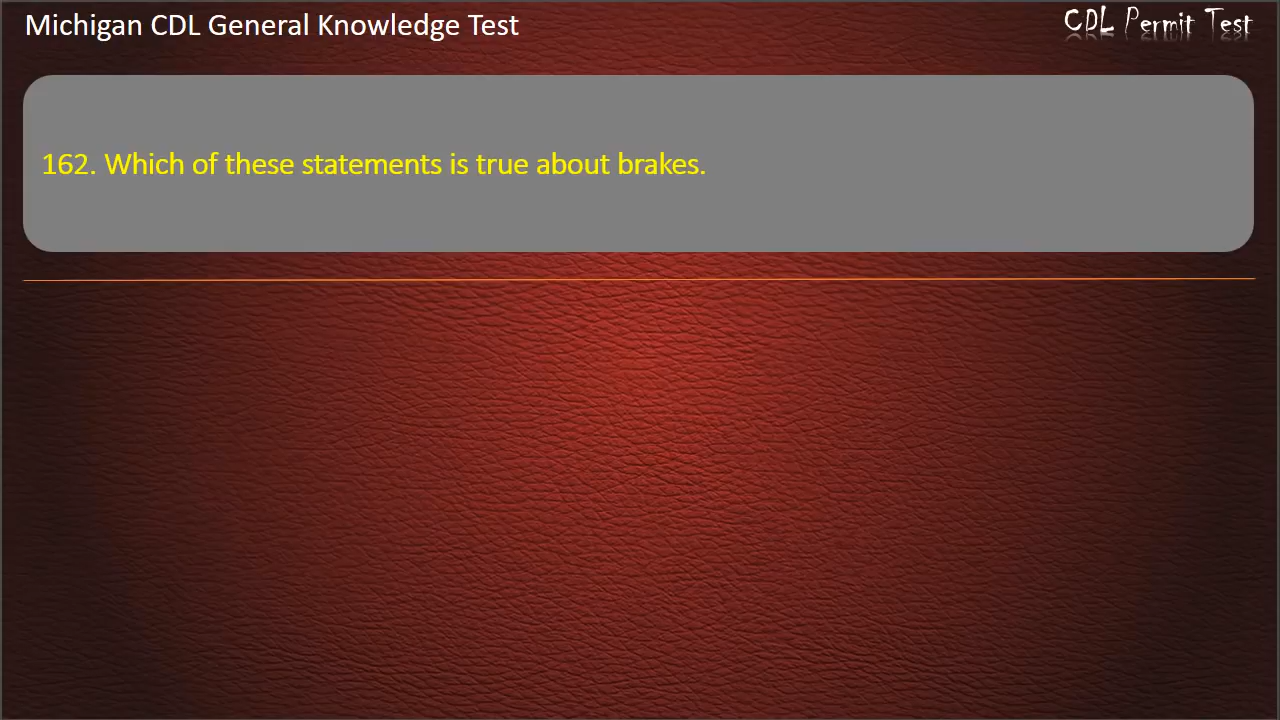 Michigan CDL General Knowledge Test
CDL Permit Test
162. Which of these statements is true about brakes.